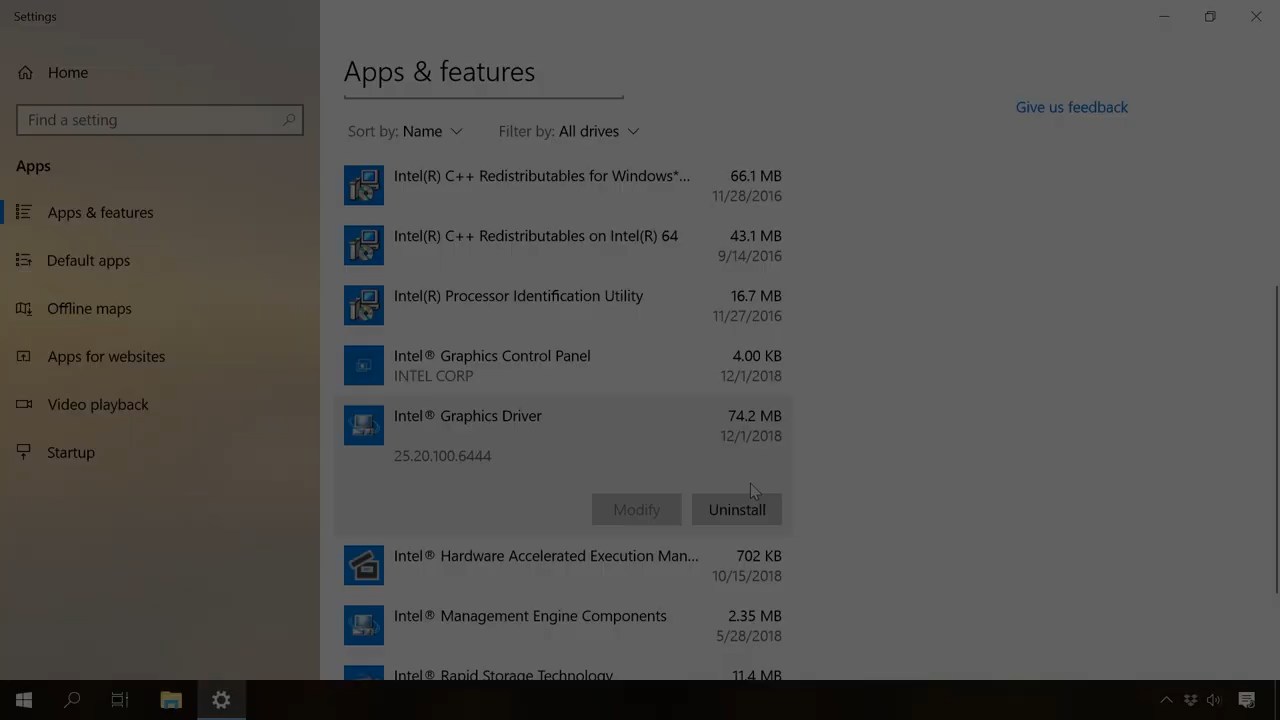 Settings
Home
Find a setting
Apps
Apps & features
Default apps
Offline maps
Apps for websites
Video playback
Startup
Apps & features
Sort by: Name Filter by: All drives
Give us feedback
Intel(R) C++ Redistributables for Windows*... 66.1 MB
11/28/2016
Intel(R) C++ Redistributables on Intel(R) 64 43.1 MB
9/14/2016
Intel(R) Processor Identification Utility 16.7 MB
11/27/2016
Intel® Graphics Control Panel 4.00 KB
INTEL CORP 12/1/2018
Intel® Graphics Driver 74.2 MB
12/1/2018
25.20.100.6444
Modify Uninstall
Intel® Hardware Accelerated Execution Man... 702 KB
10/15/2018
Intel® Management Engine Components 2.35 MB
5/28/2018
Intel® Rapid Storage Technology 11.4 MB